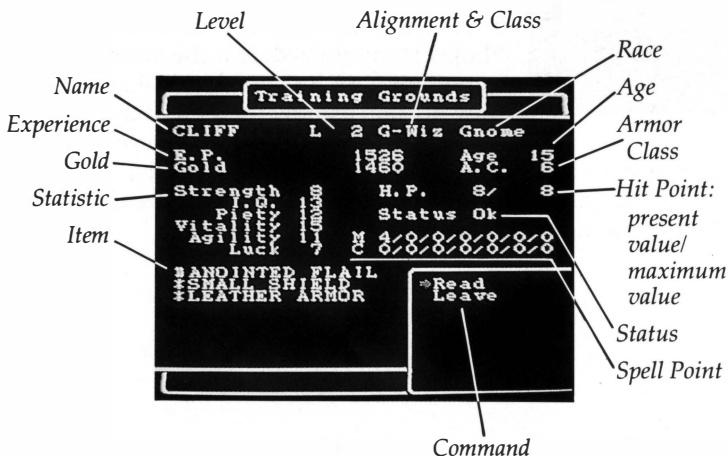 Level
Alignment & Class
Race
Name
Age
Experience
Armor Class
Gold
Statistic
Hit Point: present value/ maximum value
Item
Status
Spell Point
Command
Training Grounds
CLIFF L 2 G-Wiz Gnome
E.P. 1526 Age 15
Gold 1460 A.C. 6
Strength 8 H.P. 8/ 8
I.Q. 13
Piety 12 Status Ok
Vitality 15
Agility 11 M 4/0/0/0/0/0/0
Luck 7 C 0/0/0/0/0/0/0
#ANOINTED FLAIL
*SMALL SHIELD
*LEATHER ARMOR
Read
Leave